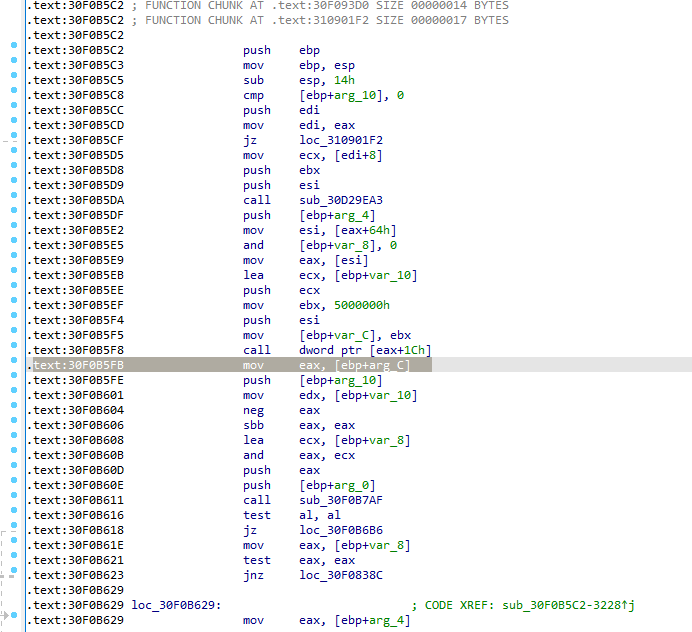 .text:30F0B5C2 ; FUNCTION CHUNK AT .text:30F093D0 SIZE 00000014 BYTES
.text:30F0B5C2 ; FUNCTION CHUNK AT .text:310901F2 SIZE 00000017 BYTES
.text:30F0B5C2
.text:30F0B5C2 push ebp
.text:30F0B5C3 mov ebp, esp
.text:30F0B5C5 sub esp, 14h
.text:30F0B5C8 cmp [ebp+arg_10], 0
.text:30F0B5CC push edi
.text:30F0B5CD mov edi, eax
.text:30F0B5CF jz loc_310901F2
.text:30F0B5D5 mov ecx, [edi+8]
.text:30F0B5D8 push ebx
.text:30F0B5D9 push esi
.text:30F0B5DA call sub_30D29EA3
.text:30F0B5DF push [ebp+arg_4]
.text:30F0B5E2 mov esi, [eax+64h]
.text:30F0B5E5 and [ebp+var_8], 0
.text:30F0B5E9 mov eax, [esi]
.text:30F0B5EB lea ecx, [ebp+var_10]
.text:30F0B5EE push ecx
.text:30F0B5EF mov ebx, 5000000h
.text:30F0B5F4 push esi
.text:30F0B5F5 mov [ebp+var_C], ebx
.text:30F0B5F8 call dword ptr [eax+1Ch]
.text:30F0B5FB mov eax, [ebp+arg_C]
.text:30F0B5FE push [ebp+arg_10]
.text:30F0B601 mov edx, [ebp+var_10]
.text:30F0B604 neg eax
.text:30F0B606 sbb eax, eax
.text:30F0B608 lea ecx, [ebp+var_8]
.text:30F0B60B and eax, ecx
.text:30F0B60D push eax
.text:30F0B60E push [ebp+arg_0]
.text:30F0B611 call sub_30F0B7AF
.text:30F0B616 test al, al
.text:30F0B618 jz loc_30F0B6B6
.text:30F0B61E mov eax, [ebp+var_8]
.text:30F0B621 test eax, eax
.text:30F0B623 jnz loc_30F0838C
.text:30F0B629
.text:30F0B629 loc_30F0B629: ; CODE XREF: sub_30F0B5C2-3228↑j
.text:30F0B629 mov eax, [ebp+arg_4]